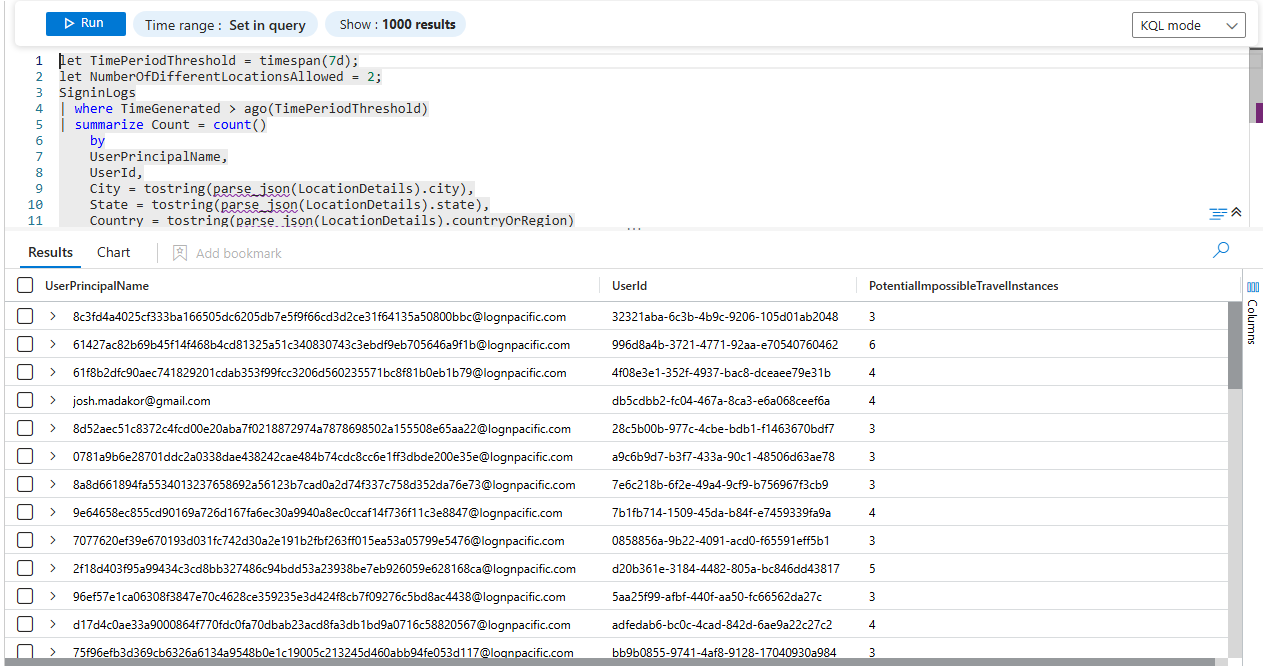 Run
Time range : Set in query
Show : 1000 results
KQL mode
1 let TimePeriodThreshold = timespan(7d);
2 let NumberOfDifferentLocationsAllowed = 2;
3 SigninLogs
4 | where TimeGenerated > ago(TimePeriodThreshold)
5 | summarize Count = count()
6 by
7 UserPrincipalName,
8 UserId,
9 City = tostring(parse_json(LocationDetails).city),
10 State = tostring(parse_json(LocationDetails).state),
11 Country = tostring(parse_json(LocationDetails).countryOrRegion)
Results Chart Add bookmark
UserPrincipalName UserId PotentialImpossibleTravelInstances
Columns
8c3fd4a4025cf333ba166505dc6205db7e5f9f66cd3d2ce31f64135a50800bbc@lognpacific.com 32321aba-6c3b-4b9c-9206-105d01ab2048 3
61427ac82b69b45f14f468b4cd81325a51c340830743c3ebdf9eb705646a9f1b@lognpacific.com 996d8a4b-3721-4771-92aa-e70540760462 6
61f8b2dfc90aec741829201cdab353f99fcc3206d560235571bc8f81b0eb1b79@lognpacific.com 4f08e3e1-352f-4937-bac8-dceaee79e31b 4
josh.madakor@gmail.com db5cdbb2-fc04-467a-8ca3-e6a068ceef6a 4
8d52aec51c8372c4fcd00e20aba7f0218872974a7878698502a155508e65aa22@lognpacific.com 28c5b00b-977c-4cbe-bdb1-f1463670bdf7 3
0781a9b6e28701ddc2a0338dae438242cae484b74cdc8cc6e1ff3dbde200e35e@lognpacific.com a9c6b9d7-b3f7-433a-90c1-48506d63ae78 3
8a8d661894fa5534013237658692a56123b7cad0a2d74f337c758d352da76e73@lognpacific.com 7e6c218b-6f2e-49a4-9cf9-b756967f3cb9 3
9e64658ec855cd90169a726d167fa6ec30a9940a8ec0ccaf14f736f11c3e8847@lognpacific.com 7b1fb714-1509-45da-b84f-e7459339fa9a 4
7077620ef39e670193d031fc742d30a2e191b2fbf263ff015ea53a05799e5476@lognpacific.com 0858856a-9b22-4091-acd0-f65591eff5b1 3
2f18d403f95a99434c3cd8bb327486c94bdd53a23938be7eb926059e628168ca@lognpacific.com d20b361e-3184-4482-805a-bc846dd43817 5
96ef57e1ca06308f3847e70c4628ce359235e3d424f8cb7f09276c5bd8ac4438@lognpacific.com 5aa25f99-afbf-440f-aa50-fc66562da27c 3
d17d4c0ae33a9000864f770fdc0fa70dbab23acd8fa3db1bd9a0716c58820567@lognpacific.com adfedab6-bc0c-4cad-842d-6ae9a22c27c2 4
75f96efb3d369cb6326a6134a9548b0e1c19005c213245d460abb94fe053d117@lognpacific.com bb9b0855-9741-4af8-9128-17040930a984 3